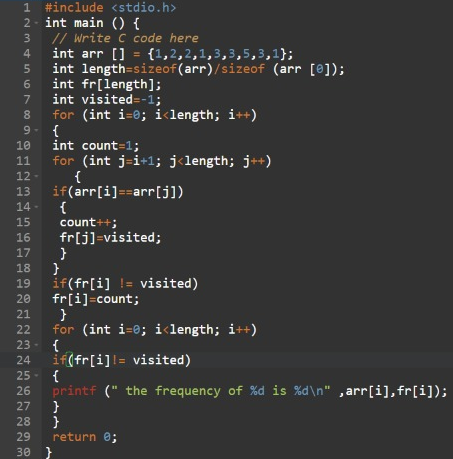 1 #include <stdio.h>
2 int main () {
3 // Write C code here
4 int arr [] = {1,2,2,1,3,3,5,3,1};
5 int length=sizeof(arr)/sizeof (arr [0]);
6 int fr[length];
7 int visited=-1;
8 for (int i=0; i<length; i++)
9 {
10 int count=1;
11 for (int j=i+1; j<length; j++)
12 {
13 if(arr[i]==arr[j])
14 {
15 count++;
16 fr[j]=visited;
17 }
18 }
19 if(fr[i] != visited)
20 fr[i]=count;
21 }
22 for (int i=0; i<length; i++)
23 {
24 if(fr[i]!= visited)
25 {
26 printf (" the frequency of %d is %d\n" ,arr[i],fr[i]);
27 }
28 }
29 return 0;
30 }